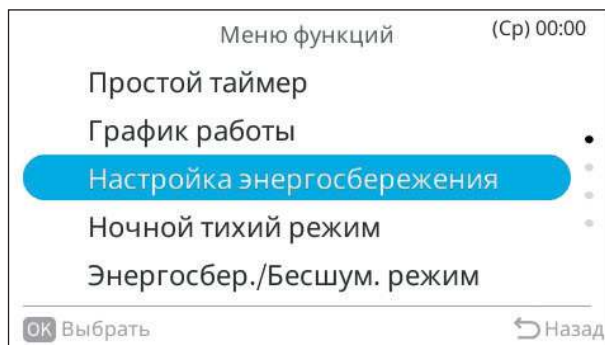 Меню функций
(Ср) 00:00
Простой таймер
График работы
Настройка энергосбережения
Ночной тихий режим
Энергосбер./Бесшум. режим
OK Выбрать
Назад